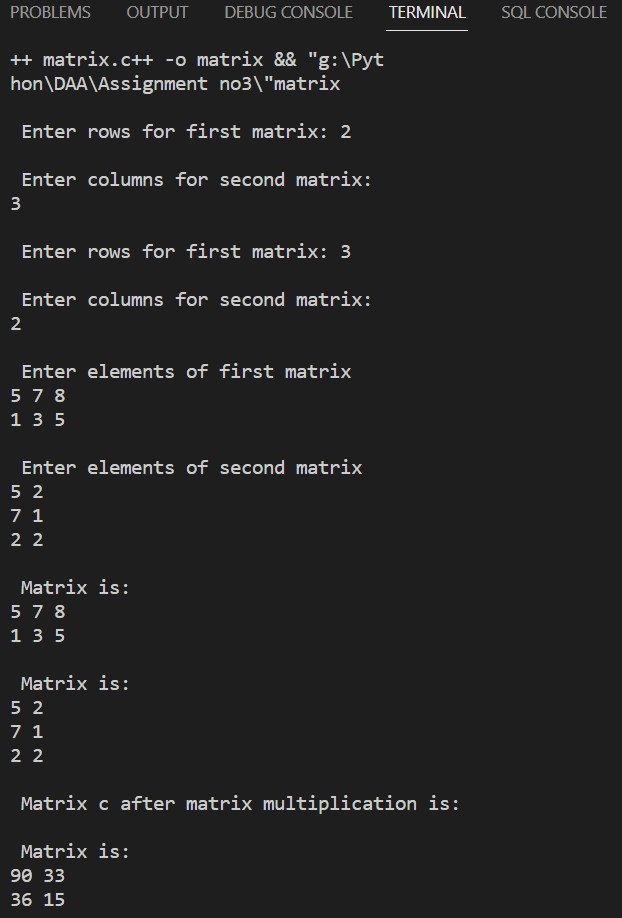 PROBLEMS OUTPUT DEBUG CONSOLE TERMINAL SQL CONSOLE
++ matrix.c++ -o matrix && "g:\Pyt
hon\DAA\Assignment no3\"matrix
Enter rows for first matrix: 2
Enter columns for second matrix:
3
Enter rows for first matrix: 3
Enter columns for second matrix:
2
Enter elements of first matrix
5 7 8
1 3 5
Enter elements of second matrix
5 2
7 1
2 2
Matrix is:
5 7 8
1 3 5
Matrix is:
5 2
7 1
2 2
Matrix c after matrix multiplication is:
Matrix is:
90 33
36 15